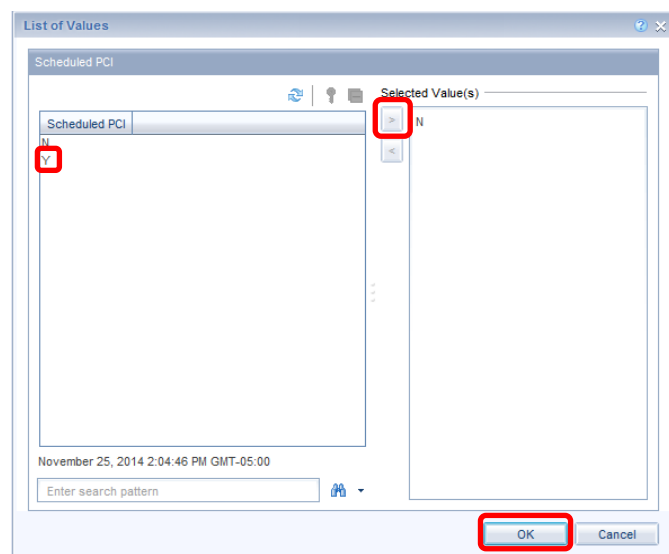 List of Values
Scheduled PCI
Selected Value(s)
Scheduled PCI
>
N
N
<
Y
November 25, 2014 2:04:46 PM GMT-05:00
Enter search pattern
OK
Cancel